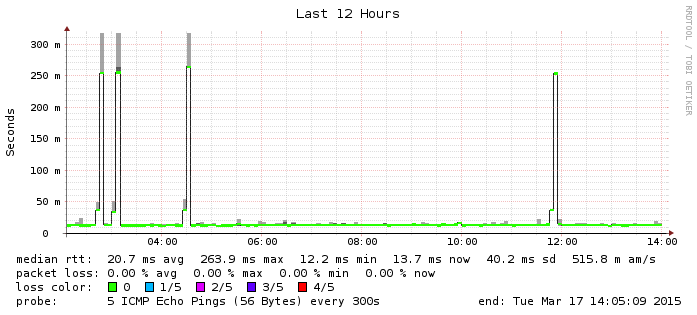 Last 12 Hours
RRDTOOL / TOBI OETIKER
Seconds
300 m
250 m
200 m
150 m
100 m
50 m
0
04:00 06:00 08:00 10:00 12:00 14:00
median rtt: 20.7 ms avg 263.9 ms max 12.2 ms min 13.7 ms now 40.2 ms sd 515.8 m am/s
packet loss: 0.00 % avg 0.00 % max 0.00 % min 0.00 % now
loss color: 0 1/5 2/5 3/5 4/5
probe: 5 ICMP Echo Pings (56 Bytes) every 300s end: Tue Mar 17 14:05:09 2015